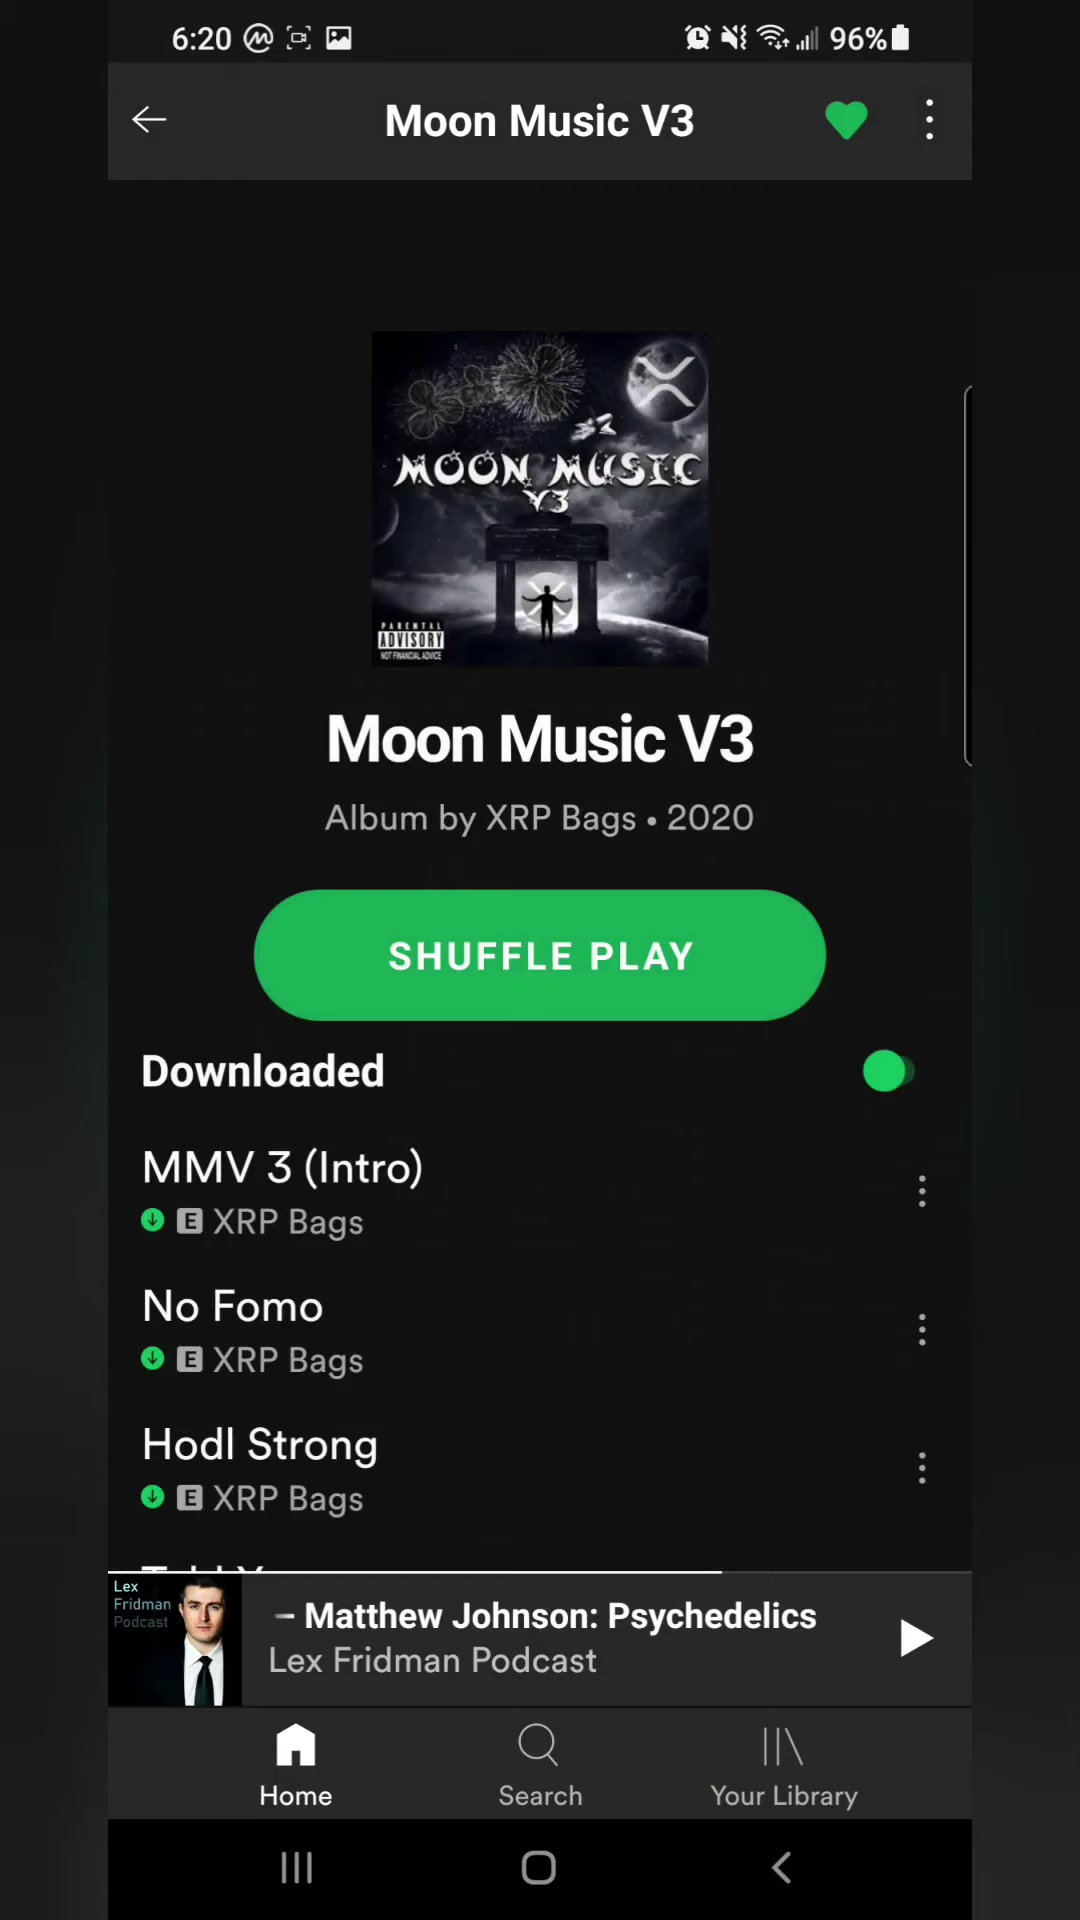 6:20
96%
Moon Music V3
MOON MUSIC
V3
PARENTAL
ADVISORY
NOT FINANCIAL ADVICE
Moon Music V3
Album by XRP Bags • 2020
SHUFFLE PLAY
Downloaded
MMV 3 (Intro)
E XRP Bags
No Fomo
E XRP Bags
Hodl Strong
E XRP Bags
Lex
Fridman
Podcast
– Matthew Johnson: Psychedelics
Lex Fridman Podcast
Home
Search
Your Library